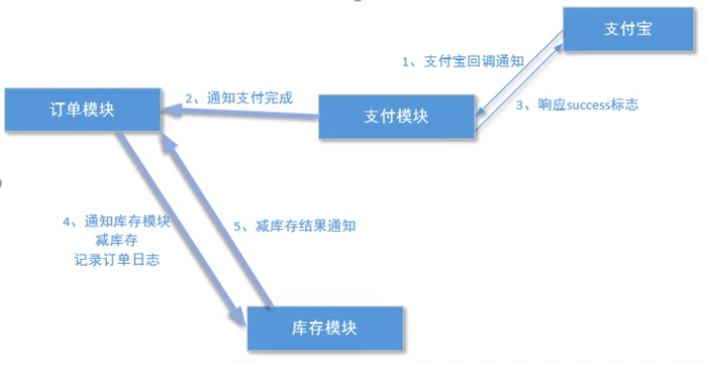 支付宝
1、支付宝回调通知
2、通知支付完成
3、响应success标志
订单模块
支付模块
4、通知库存模块
减库存
记录订单日志
5、减库存结果通知
库存模块